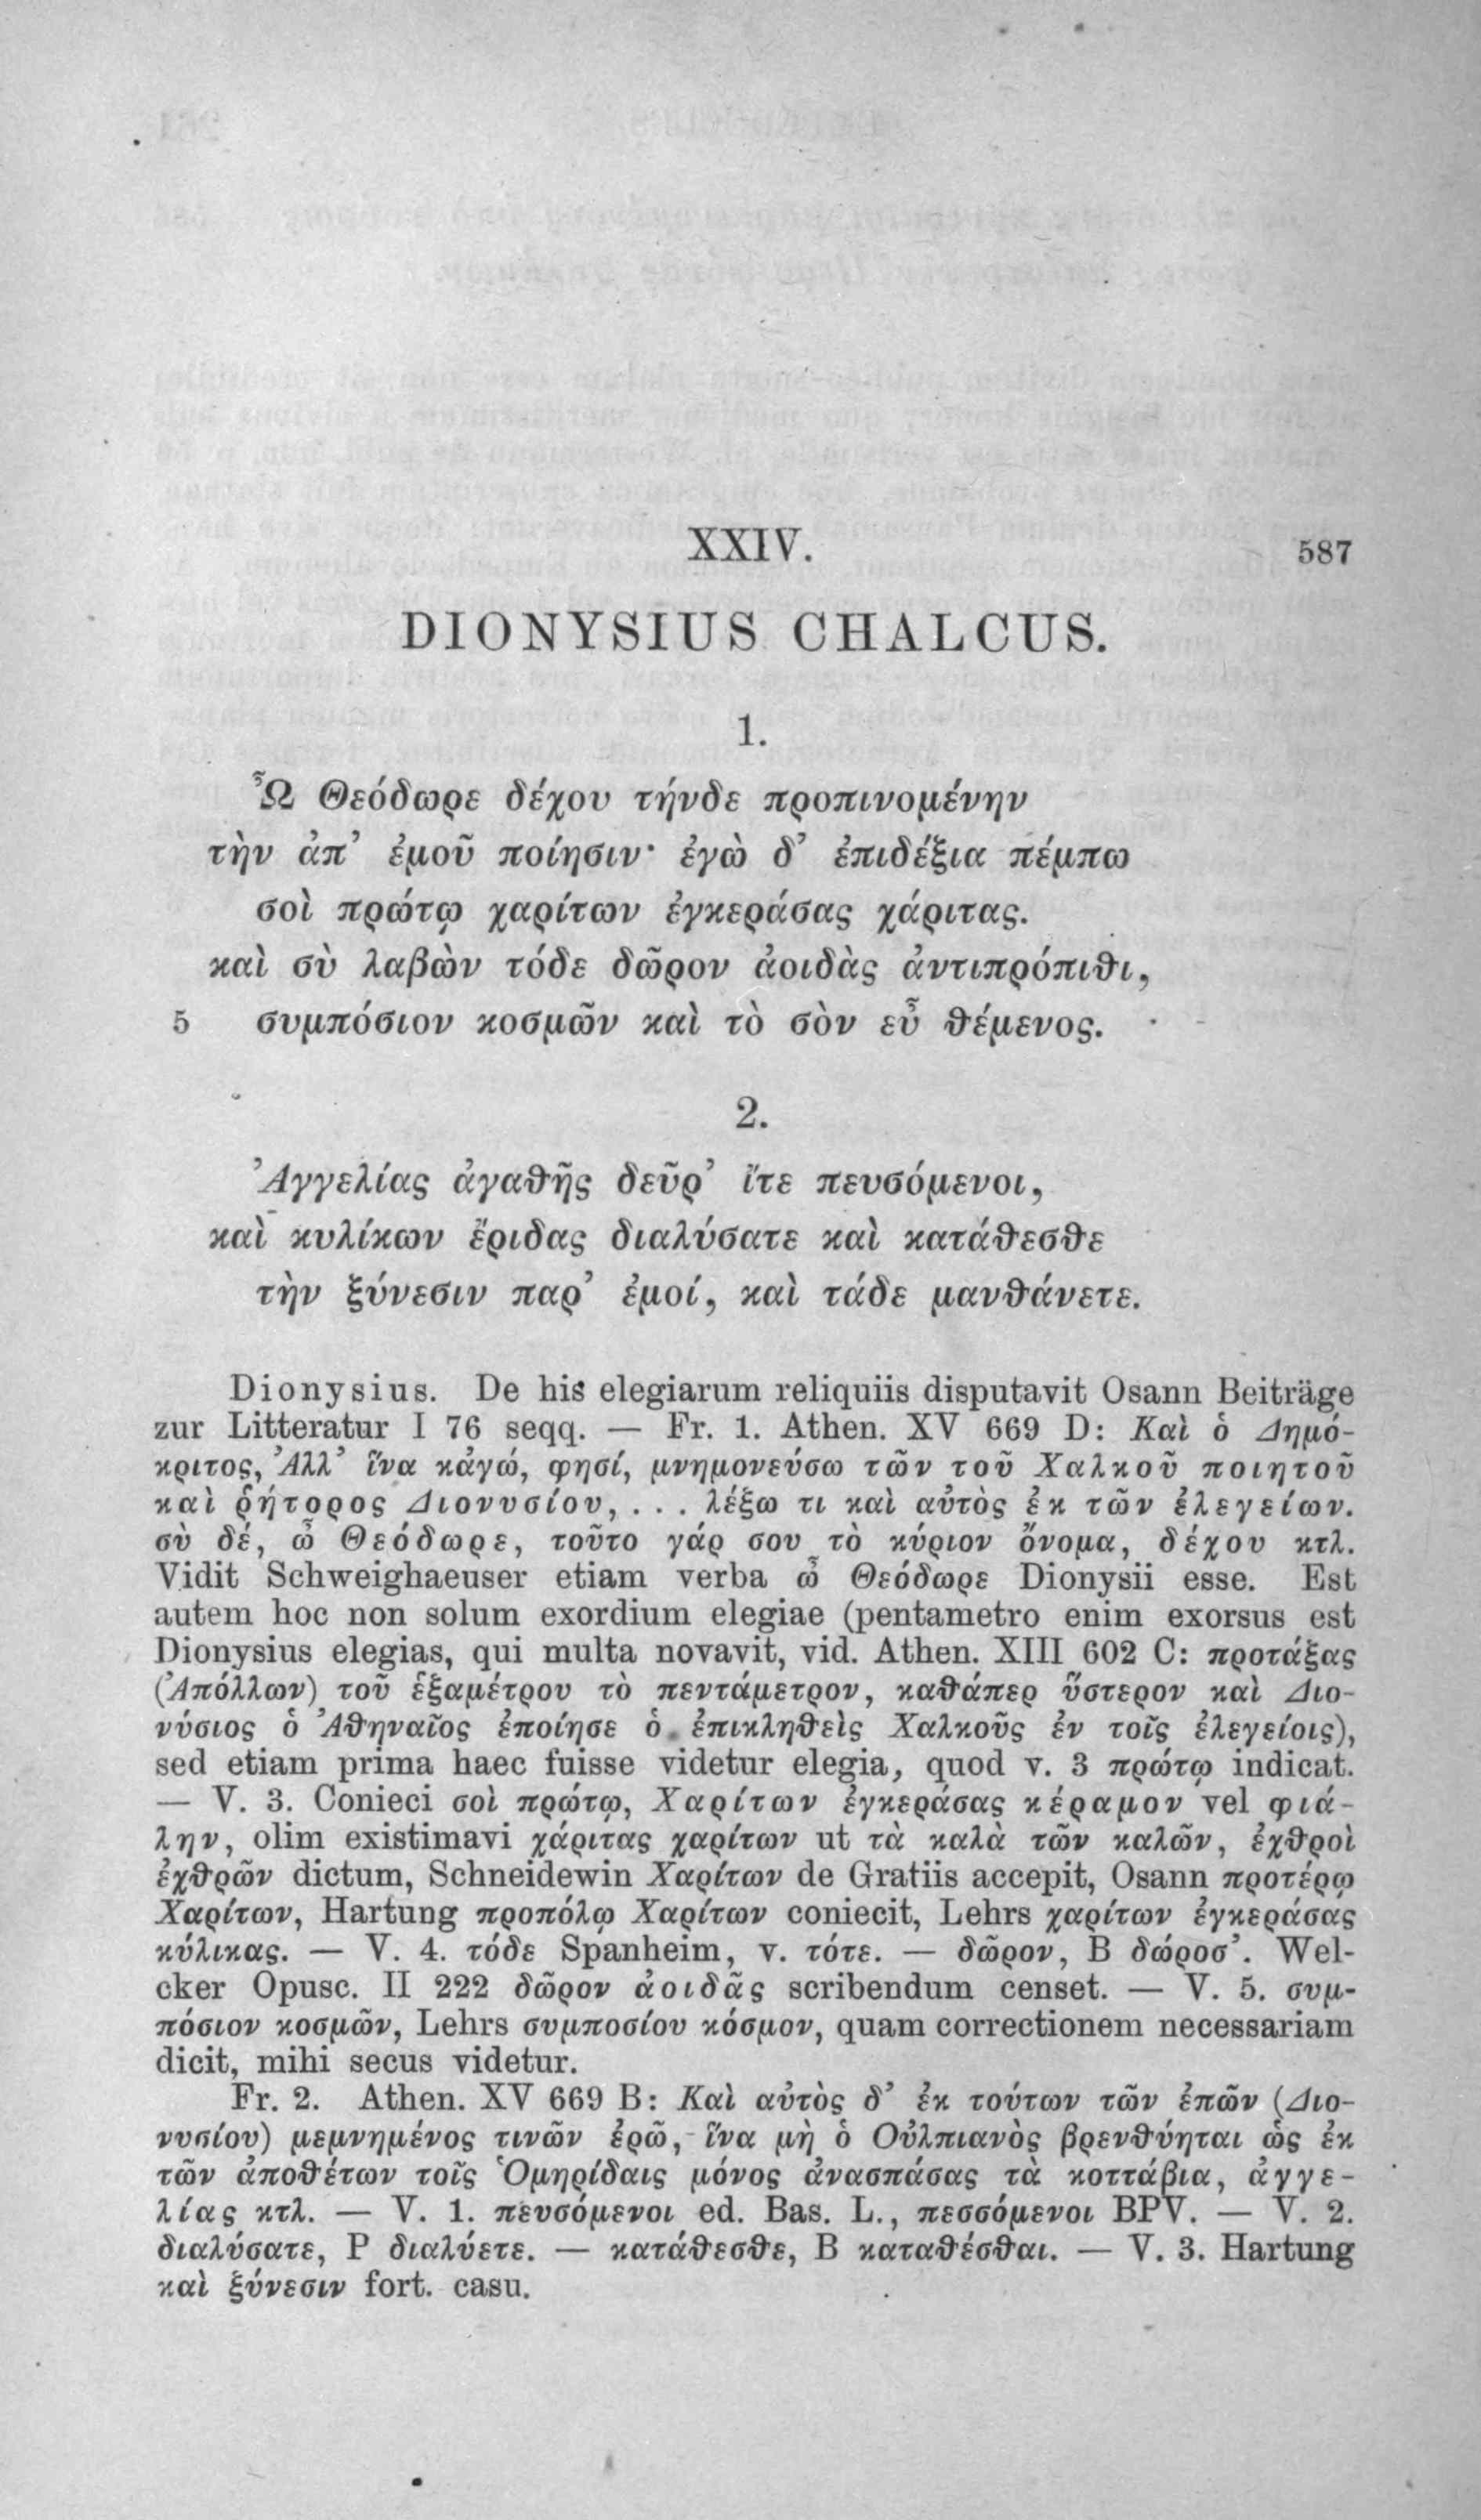 XXIV. 587
DIONYSIUS CHALCUS.
1.
Ὦ Θεόδωρε δέχου τήνδε προπινομένην
τὴν ἀπ’ ἐμοῦ ποίησιν· ἐγὼ δ’ ἐπιδέξια πέμπω
σοὶ πρώτῳ χαρίτων ἐγκεράσας χάριτας.
καὶ σὺ λαβὼν τόδε δῶρον ἀοιδὰς ἀντιπρόπιθι,
5 συμπόσιον κοσμῶν καὶ τὸ σὸν εὖ θέμενος.
2.
Ἀγγελίας ἀγαθῆς δεῦρ’ ἴτε πευσόμενοι,
καὶ κυλίκων ἔριδας διαλύσατε καὶ κατάθεσθε
τὴν ξύνεσιν παρ’ ἐμοί, καὶ τάδε μανθάνετε.
Dionysius. De his elegiarum reliquiis disputavit Osann Beiträge
zur Litteratur I 76 seqq. — Fr. 1. Athen. XV 669 D: Καὶ ὁ Δημό-
κριτος, Ἀλλ’ ἵνα κἀγώ, φησί, μνημονεύσω τῶν τοῦ Χαλκοῦ ποιητοῦ
καὶ ῥήτορος Διονυσίου, . . . λέξω τι καὶ αὐτὸς ἐκ τῶν ἐλεγείων.
σὺ δέ, ὦ Θεόδωρε, τοῦτο γάρ σου τὸ κύριον ὄνομα, δέχου κτλ.
Vidit Schweighaeuser etiam verba ὦ Θεόδωρε Dionysii esse. Est
autem hoc non solum exordium elegiae (pentametro enim exorsus est
Dionysius elegias, qui multa novavit, vid. Athen. XIII 602 C: προτάξας
(Ἀπόλλων) τοῦ ἑξαμέτρου τὸ πεντάμετρον, καθάπερ ὕστερον καὶ Διο-
νύσιος ὁ Ἀθηναῖος ἐποίησε ὁ ἐπικληθεὶς Χαλκοῦς ἐν τοῖς ἐλεγείοις),
sed etiam prima haec fuisse videtur elegia, quod v. 3 πρώτῳ indicat.
— V. 3. Conieci σοὶ πρώτῳ, Χαρίτων ἐγκεράσας κέραμον vel φιά-
λην, olim existimavi χάριτας χαρίτων ut τὰ καλὰ τῶν καλῶν, ἐχθροὶ
ἐχθρῶν dictum, Schneidewin Χαρίτων de Gratiis accepit, Osann προτέρῳ
Χαρίτων, Hartung προπόλῳ Χαρίτων coniecit, Lehrs χαρίτων ἐγκεράσας
κύλικας. — V. 4. τόδε Spanheim, v. τότε. — δῶρον, B δώροσ’. Wel-
cker Opusc. II 222 δῶρον ἀοιδᾶς scribendum censet. — V. 5. συμ-
πόσιον κοσμῶν, Lehrs συμποσίου κόσμον, quam correctionem necessariam
dicit, mihi secus videtur.
Fr. 2. Athen. XV 669 B: Καὶ αὐτὸς δ’ ἐκ τούτων τῶν ἐπῶν (Διο-
νυσίου) μεμνημένος τινῶν ἐρῶ, ἵνα μὴ ὁ Οὐλπιανὸς βρενθύηται ὡς ἐκ
τῶν ἀποθέτων τοῖς Ὁμηρίδαις μόνος ἀνασπάσας τὰ κοττάβια, ἀγγε-
λίας κτλ. — V. 1. πευσόμενοι ed. Bas. L., πεσσόμενοι BPV. — V. 2.
διαλύσατε, P διαλύετε. — κατάθεσθε, B καταθέσθαι. — V. 3. Hartung
καὶ ξύνεσιν fort. casu.